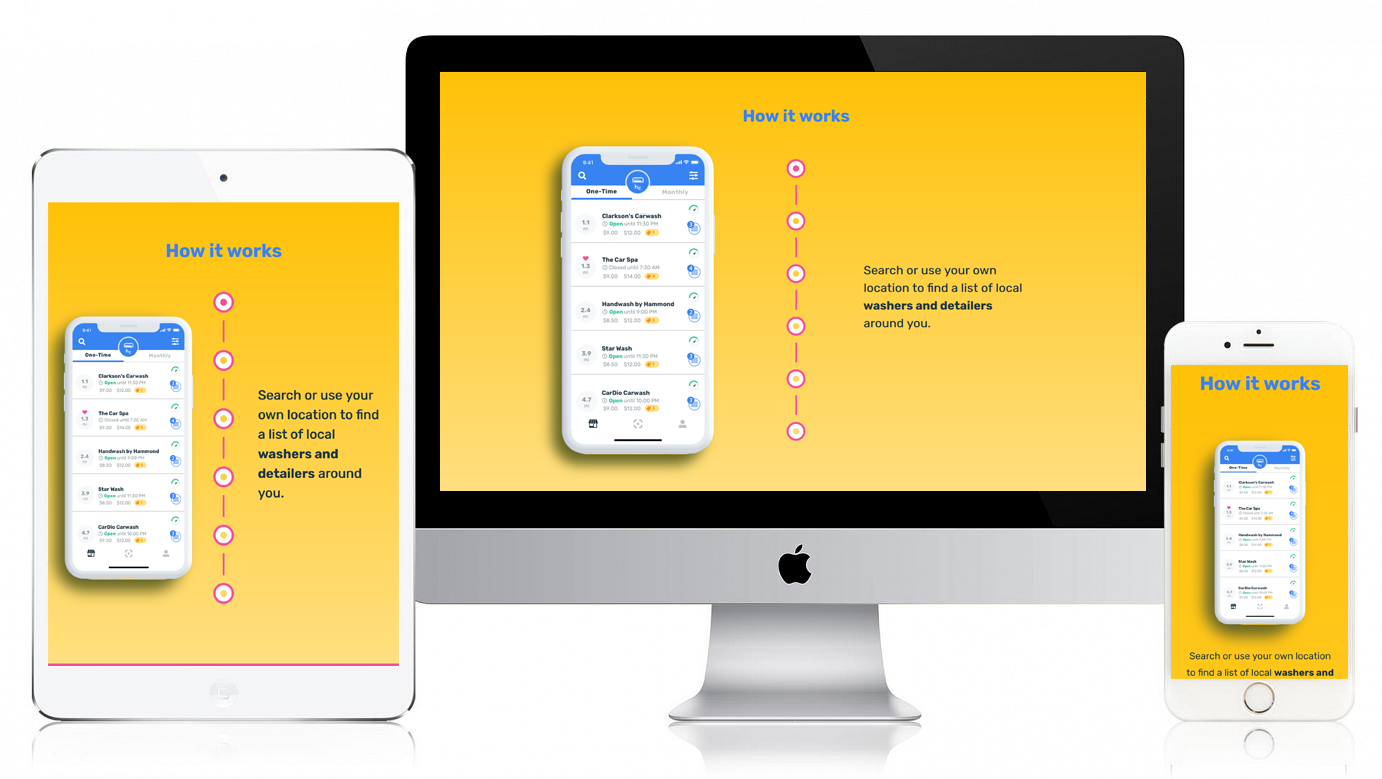 How it works
9:41
One-Time Monthly
Clarkson's Carwash
1.1
MI
Open until 11:30 PM
3
$9.00 $12.00
The Car Spa
1.3
MI
Closed until 7:30 AM
4
$9.00 $14.00
Handwash by Hammond
2.4
MI
Open until 9:00 PM
2
$8.50 $12.00
Star Wash
3.9
MI
Open until 11:30 PM
$8.50 $12.00
CarDio Carwash
4.7
MI
Open until 10:00 PM
3
$9.00 $12.00
Search or use your own
location to find a list of local
washers and detailers
around you.
How it works
9:41
One-Time Monthly
Clarkson's Carwash
1.1
MI
Open until 11:30 PM
$9.00 $12.00
The Car Spa
1.3
MI
Closed until 7:30 AM
$9.00 $14.00
Handwash by Hammond
2.4
MI
Open until 9:00 PM
$8.50 $12.00
Star Wash
3.9
MI
Open until 11:30 PM
$8.50 $12.00
CarDio Carwash
4.7
MI
Open until 10:00 PM
$9.00 $12.00
Search or use your
own location to find
a list of local
washers and
detailers around
you.
How it works
One-Time Monthly
Clarkson's Carwash
The Car Spa
Handwash by Hammond
Star Wash
CarDio Carwash
Search or use your own location
to find a list of local washers and